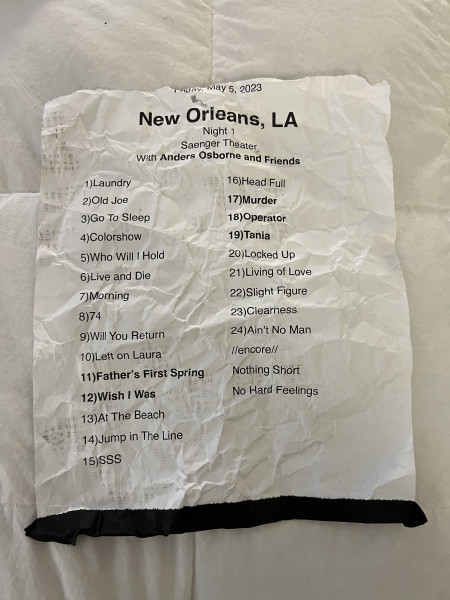 Friday, May 5, 2023
New Orleans, LA
Night 1
Saenger Theater
With Anders Osborne and Friends
1)Laundry
2)Old Joe
3)Go To Sleep
4)Colorshow
5)Who Will I Hold
6)Live and Die
7)Morning
8)74
9)Will You Return
10)Left on Laura
11)Father's First Spring
12)Wish I Was
13)At The Beach
14)Jump in The Line
15)SSS
16)Head Full
17)Murder
18)Operator
19)Tania
20)Locked Up
21)Living of Love
22)Slight Figure
23)Clearness
24)Ain't No Man
//encore//
Nothing Short
No Hard Feelings